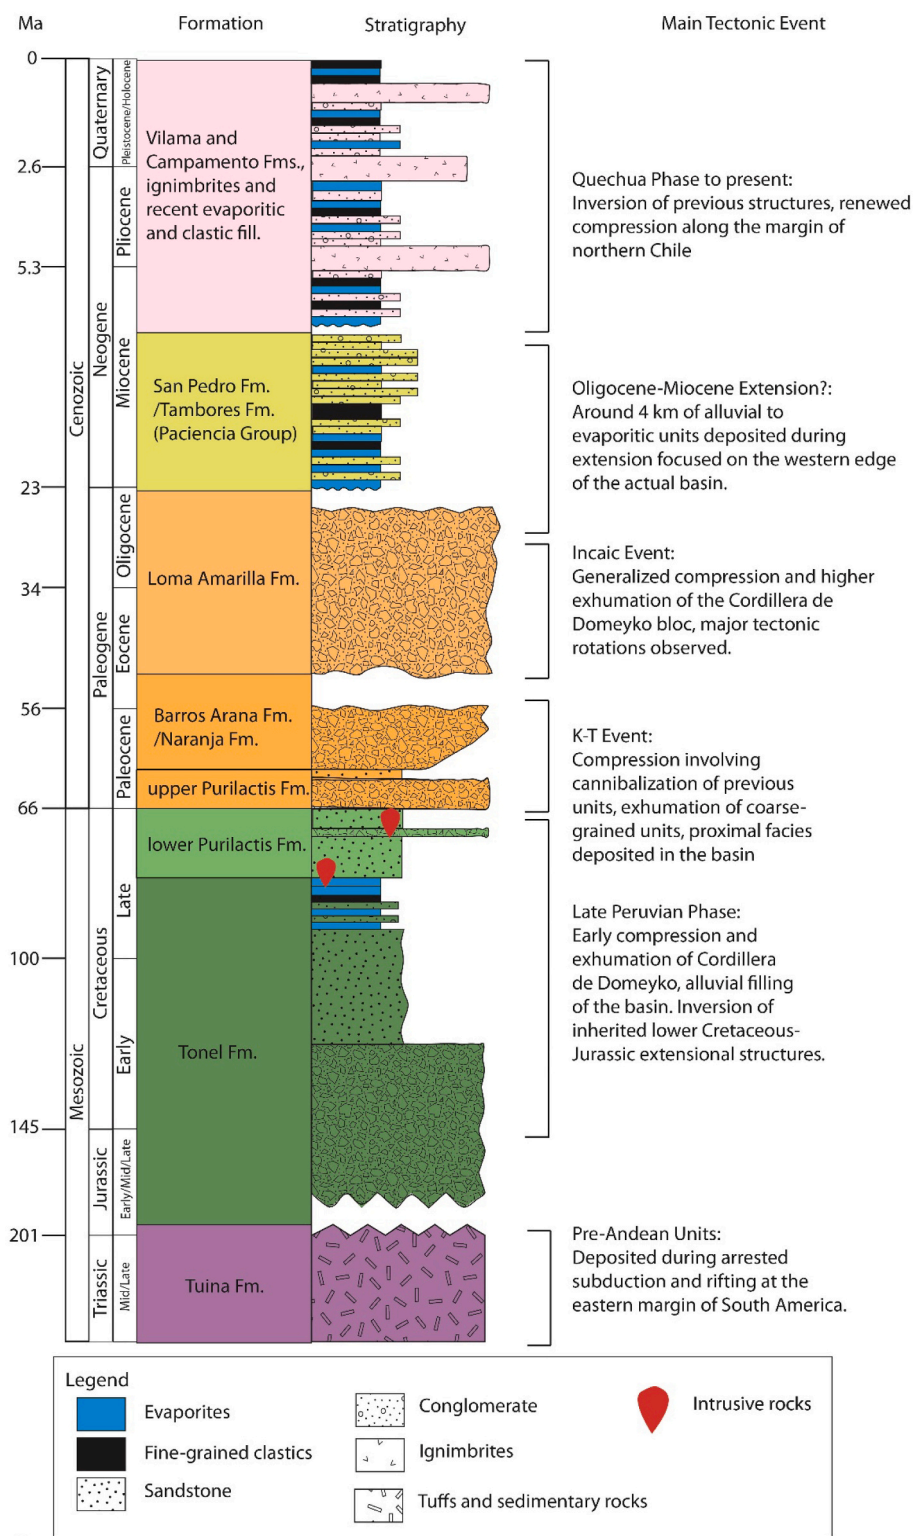 Ma
Formation
Stratigraphy
Main Tectonic Event
0
2.6
5.3
23
34
56
66
100
145
201
Cenozoic
Mesozoic
Quaternary
Neogene
Paleogene
Cretaceous
Jurassic
Triassic
Pleistocene/Holocene
Pliocene
Miocene
Oligocene
Eocene
Paleocene
Late
Early
Early/Mid/Late
Mid/Late
Vilama and
Campamento Fms.,
ignimbrites and
recent evaporitic
and clastic fill.
San Pedro Fm.
/Tambores Fm.
(Paciencia Group)
Loma Amarilla Fm.
Barros Arana Fm.
/Naranja Fm.
upper Purilactis Fm.
lower Purilactis Fm.
Tonel Fm.
Tuina Fm.
Quechua Phase to present:
Inversion of previous structures, renewed
compression along the margin of
northern Chile
Oligocene-Miocene Extension?:
Around 4 km of alluvial to
evaporitic units deposited during
extension focused on the western edge
of the actual basin.
Incaic Event:
Generalized compression and higher
exhumation of the Cordillera de
Domeyko bloc, major tectonic
rotations observed.
K-T Event:
Compression involving
cannibalization of previous
units, exhumation of coarse-
grained units, proximal facies
deposited in the basin
Late Peruvian Phase:
Early compression and
exhumation of Cordillera
de Domeyko, alluvial filling
of the basin. Inversion of
inherited lower Cretaceous-
Jurassic extensional structures.
Pre-Andean Units:
Deposited during arrested
subduction and rifting at the
eastern margin of South America.
Legend
Evaporites
Fine-grained clastics
Sandstone
Conglomerate
Ignimbrites
Tuffs and sedimentary rocks
Intrusive rocks